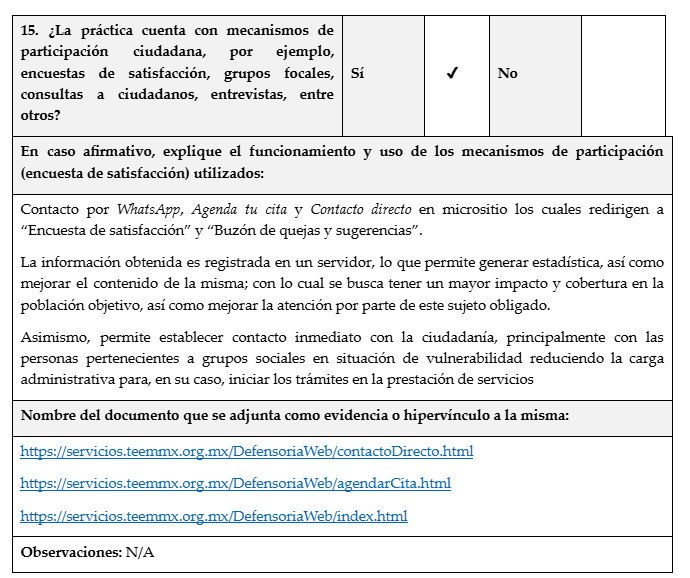 15. ¿La práctica cuenta con mecanismos de
participación ciudadana, por ejemplo,
encuestas de satisfacción, grupos focales,
consultas a ciudadanos, entrevistas, entre
otros?
Sí
✔
No
En caso afirmativo, explique el funcionamiento y uso de los mecanismos de participación
(encuesta de satisfacción) utilizados:
Contacto por WhatsApp, Agenda tu cita y Contacto directo en micrositio los cuales redirigen a
“Encuesta de satisfacción” y “Buzón de quejas y sugerencias”.
La información obtenida es registrada en un servidor, lo que permite generar estadística, así como
mejorar el contenido de la misma; con lo cual se busca tener un mayor impacto y cobertura en la
población objetivo, así como mejorar la atención por parte de este sujeto obligado.
Asimismo, permite establecer contacto inmediato con la ciudadanía, principalmente con las
personas pertenecientes a grupos sociales en situación de vulnerabilidad reduciendo la carga
administrativa para, en su caso, iniciar los trámites en la prestación de servicios
Nombre del documento que se adjunta como evidencia o hipervínculo a la misma:
https://servicios.teemmx.org.mx/DefensoriaWeb/contactoDirecto.html
https://servicios.teemmx.org.mx/DefensoriaWeb/agendarCita.html
https://servicios.teemmx.org.mx/DefensoriaWeb/index.html
Observaciones: N/A